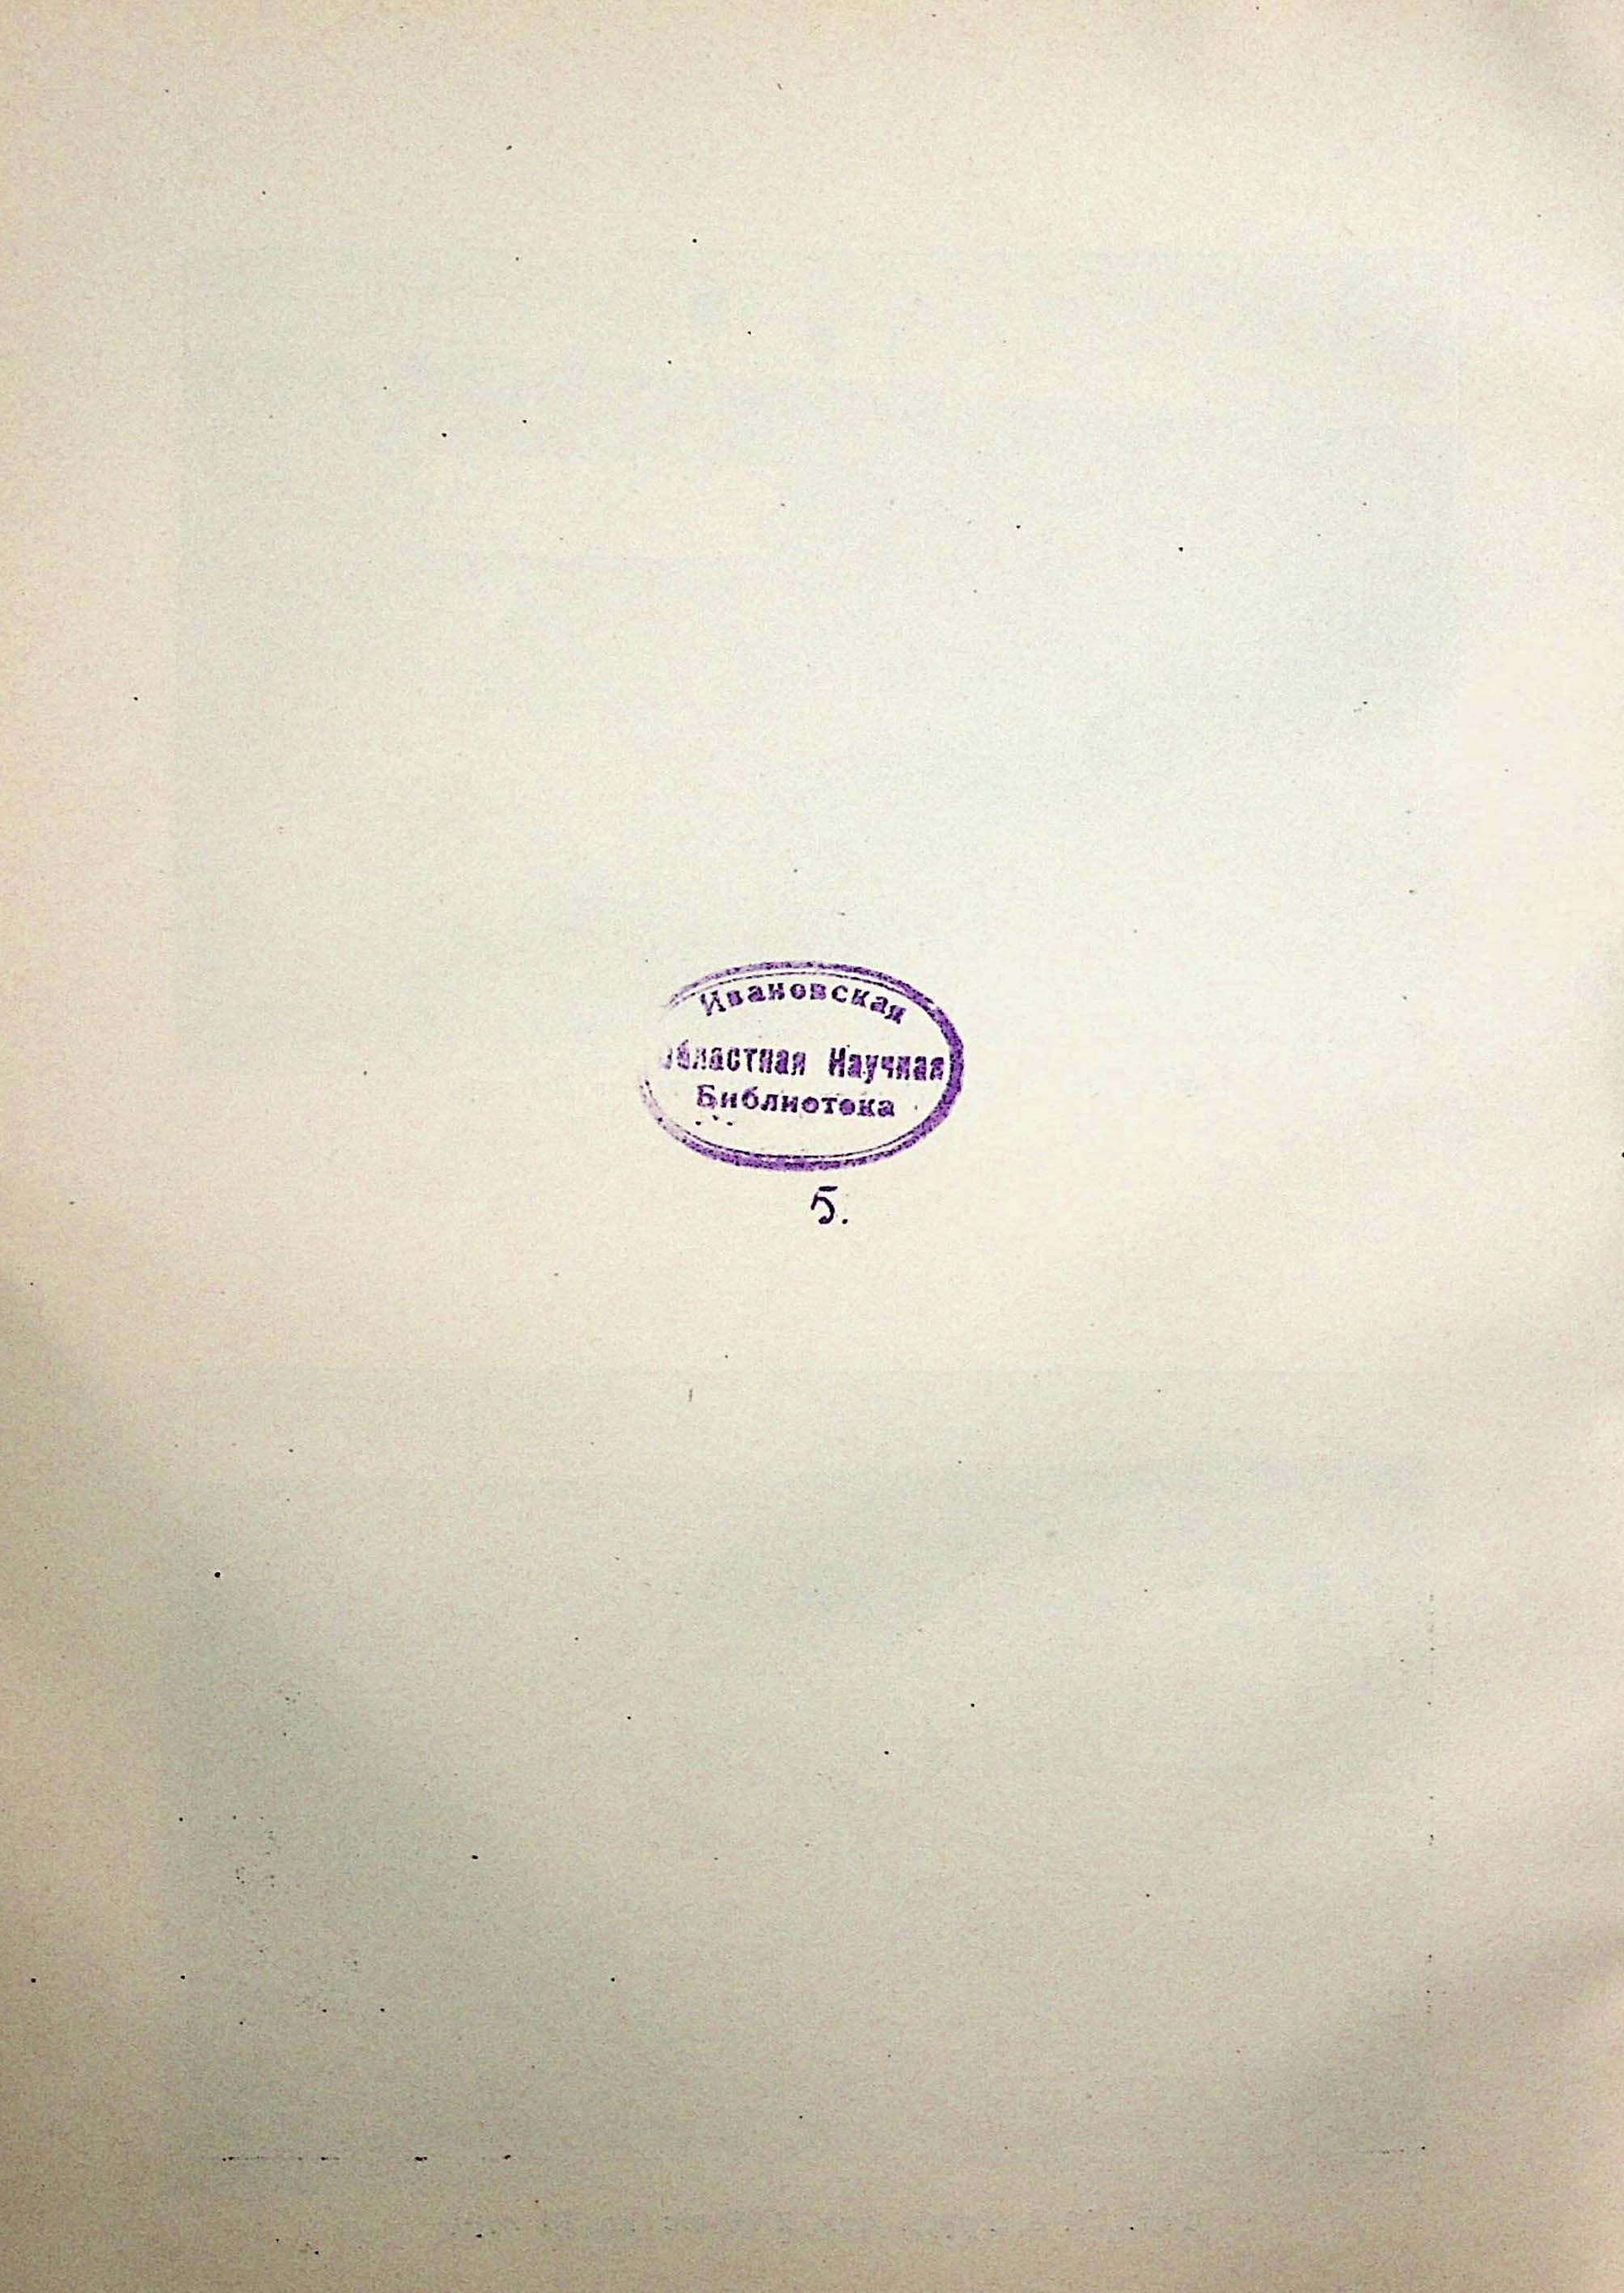 Ивановская
Областная Научная
Библиотека
5.